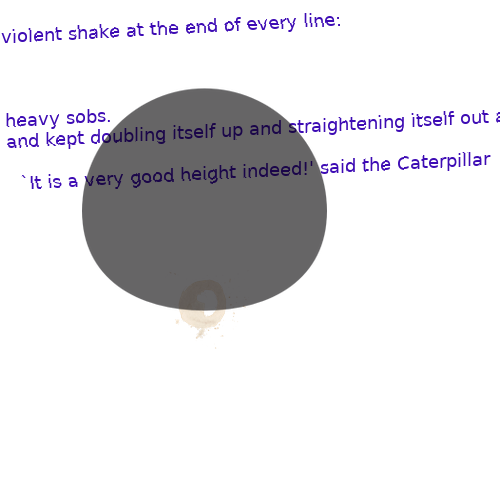 violent shake at the end of every line:
heavy sobs.
and kept doubling itself up and straightening itself out
`It is a very good height indeed!' said the Caterpillar